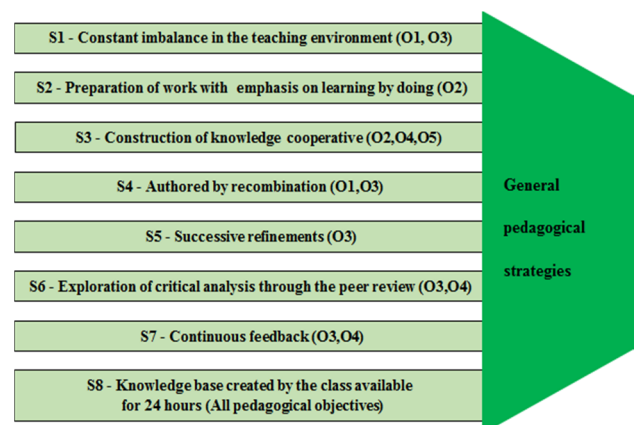 S1 - Constant imbalance in the teaching environment (O1, O3)
S2 - Preparation of work with emphasis on learning by doing (O2)
S3 - Construction of knowledge cooperative (O2,O4,O5)
S4 - Authored by recombination (O1,O3)
S5 - Successive refinements (O3)
S6 - Exploration of critical analysis through the peer review (O3,O4)
S7 - Continuous feedback (O3,O4)
S8 - Knowledge base created by the class available
for 24 hours (All pedagogical objectives)
General
pedagogical
strategies